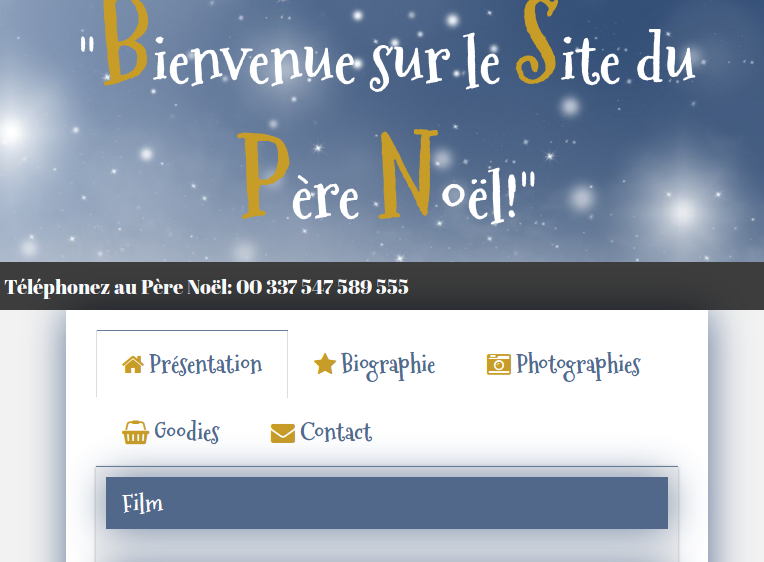 "Bienvenue sur le Site du
Père Noël!"
Téléphonez au Père Noël: 00 337 547 589 555
Présentation Biographie Photographies
Goodies Contact
Film